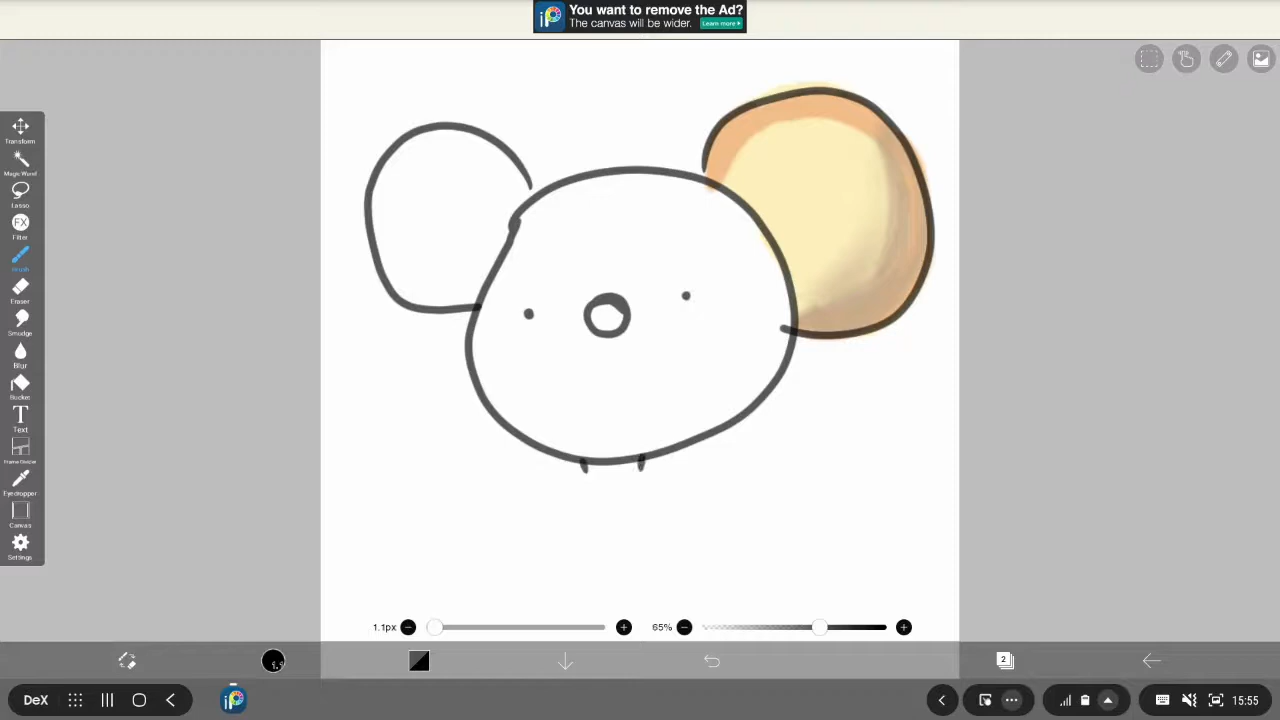 You want to remove the Ad?
The canvas will be wider.
Learn more
Transform
Magic Wand
Lasso
FX
Filter
Brush
Eraser
Smudge
Blur
Bucket
T
Text
Frame Divider
Eyedropper
Canvas
Settings
1.1px
65%
2
DeX
15:55